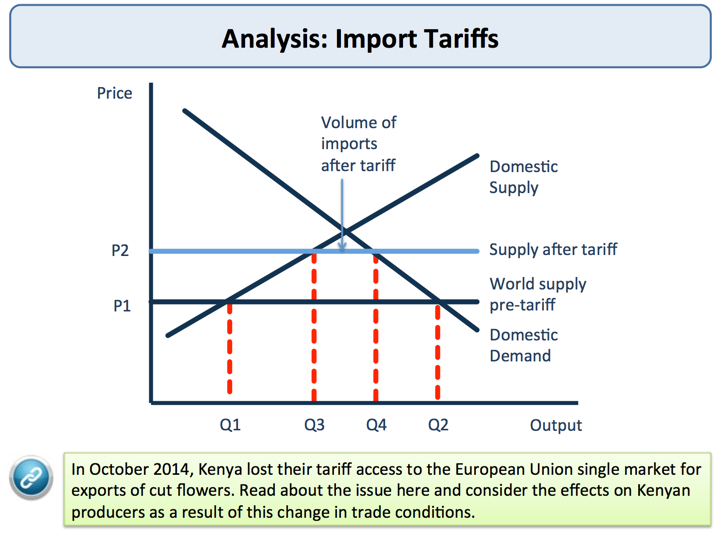 Analysis: Import Tariffs
Price
Volume of
imports
after tariff
Domestic
Supply
P2
Supply after tariff
World supply
pre-tariff
P1
Domestic
Demand
Q1
Q3
Q4
Q2
Output
In October 2014, Kenya lost their tariff access to the European Union single market for
exports of cut flowers. Read about the issue here and consider the effects on Kenyan
producers as a result of this change in trade conditions.